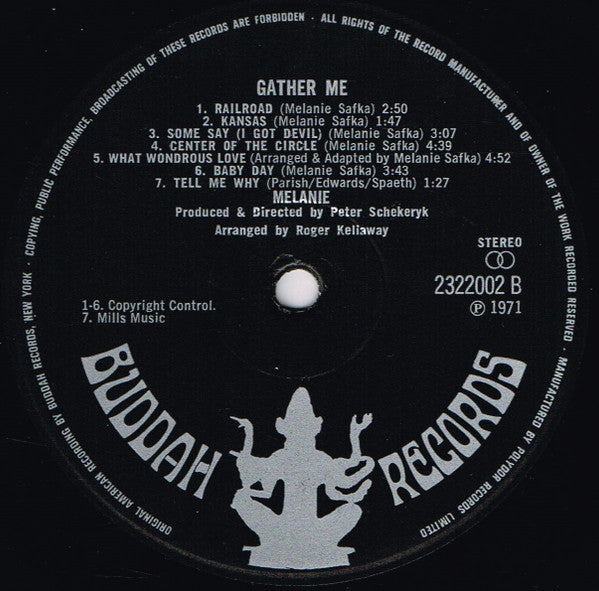 COPYING, PUBLIC PERFORMANCE, BROADCASTING OF THESE RECORDS ARE FORBIDDEN · ALL RIGHTS OF THE RECORD MANUFACTURER AND OF OWNER OF THE WORK RECORDED RESERVED ·
GATHER ME
1. RAILROAD (Melanie Safka) 2:50
2. KANSAS (Melanie Safka) 1:47
3. SOME SAY (I GOT DEVIL) (Melanie Safka) 3:07
4. CENTER OF THE CIRCLE (Melanie Safka) 4:39
5. WHAT WONDROUS LOVE (Arranged & Adapted by Melanie Safka) 4:52
6. BABY DAY (Melanie Safka) 3:43
7. TELL ME WHY (Parish/Edwards/Spaeth) 1:27
MELANIE
Produced & Directed by Peter Schekeryk
Arranged by Roger Kellaway
STEREO
2322002 B
℗ 1971
1-6. Copyright Control.
7. Mills Music
BUDDAH RECORDS
ORIGINAL AMERICAN RECORDING BY BUDDAH RECORDS, NEW YORK ·
MANUFACTURED BY POLYDOR RECORDS LIMITED